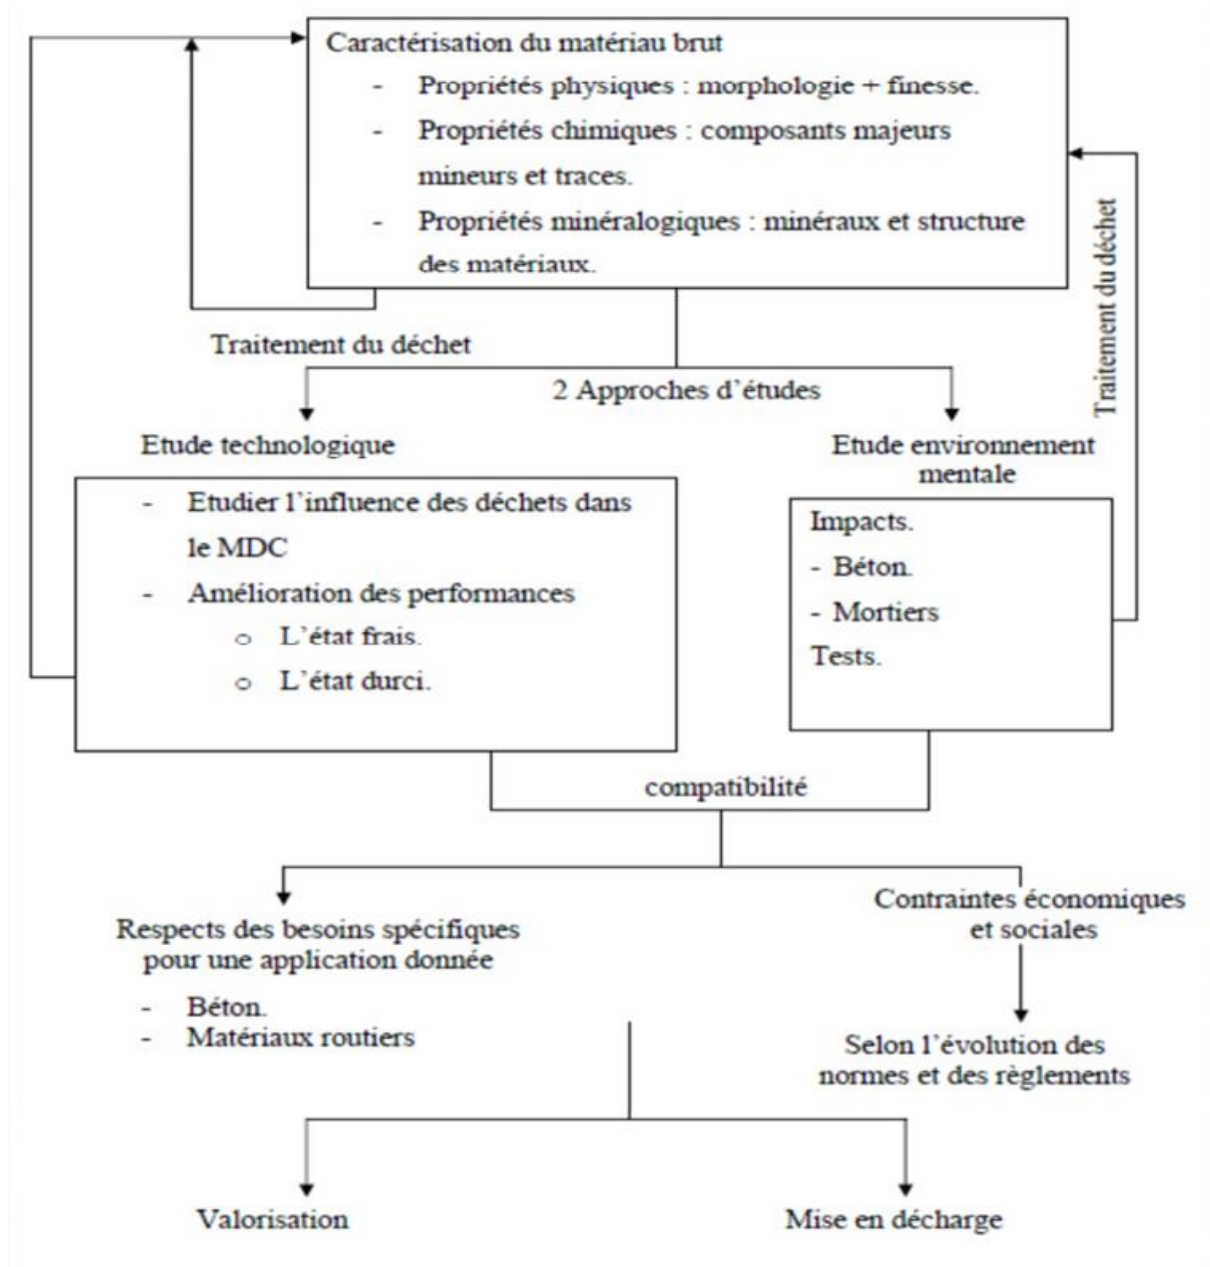 Caractérisation du matériau brut
- Propriétés physiques : morphologie + finesse.
- Propriétés chimiques : composants majeurs
mineurs et traces.
- Propriétés minéralogiques : minéraux et structure
des matériaux.
Traitement du déchet
Traitement du déchet
2 Approches d'études
Etude technologique
- Etudier l'influence des déchets dans
le MDC
- Amélioration des performances
o L'état frais.
o L'état durci.
Etude environnement
mentale
Impacts.
- Béton.
- Mortiers
Tests.
compatibilité
Respects des besoins spécifiques
pour une application donnée
- Béton.
- Matériaux routiers
Contraintes économiques
et sociales
Selon l'évolution des
normes et des règlements
Valorisation
Mise en décharge